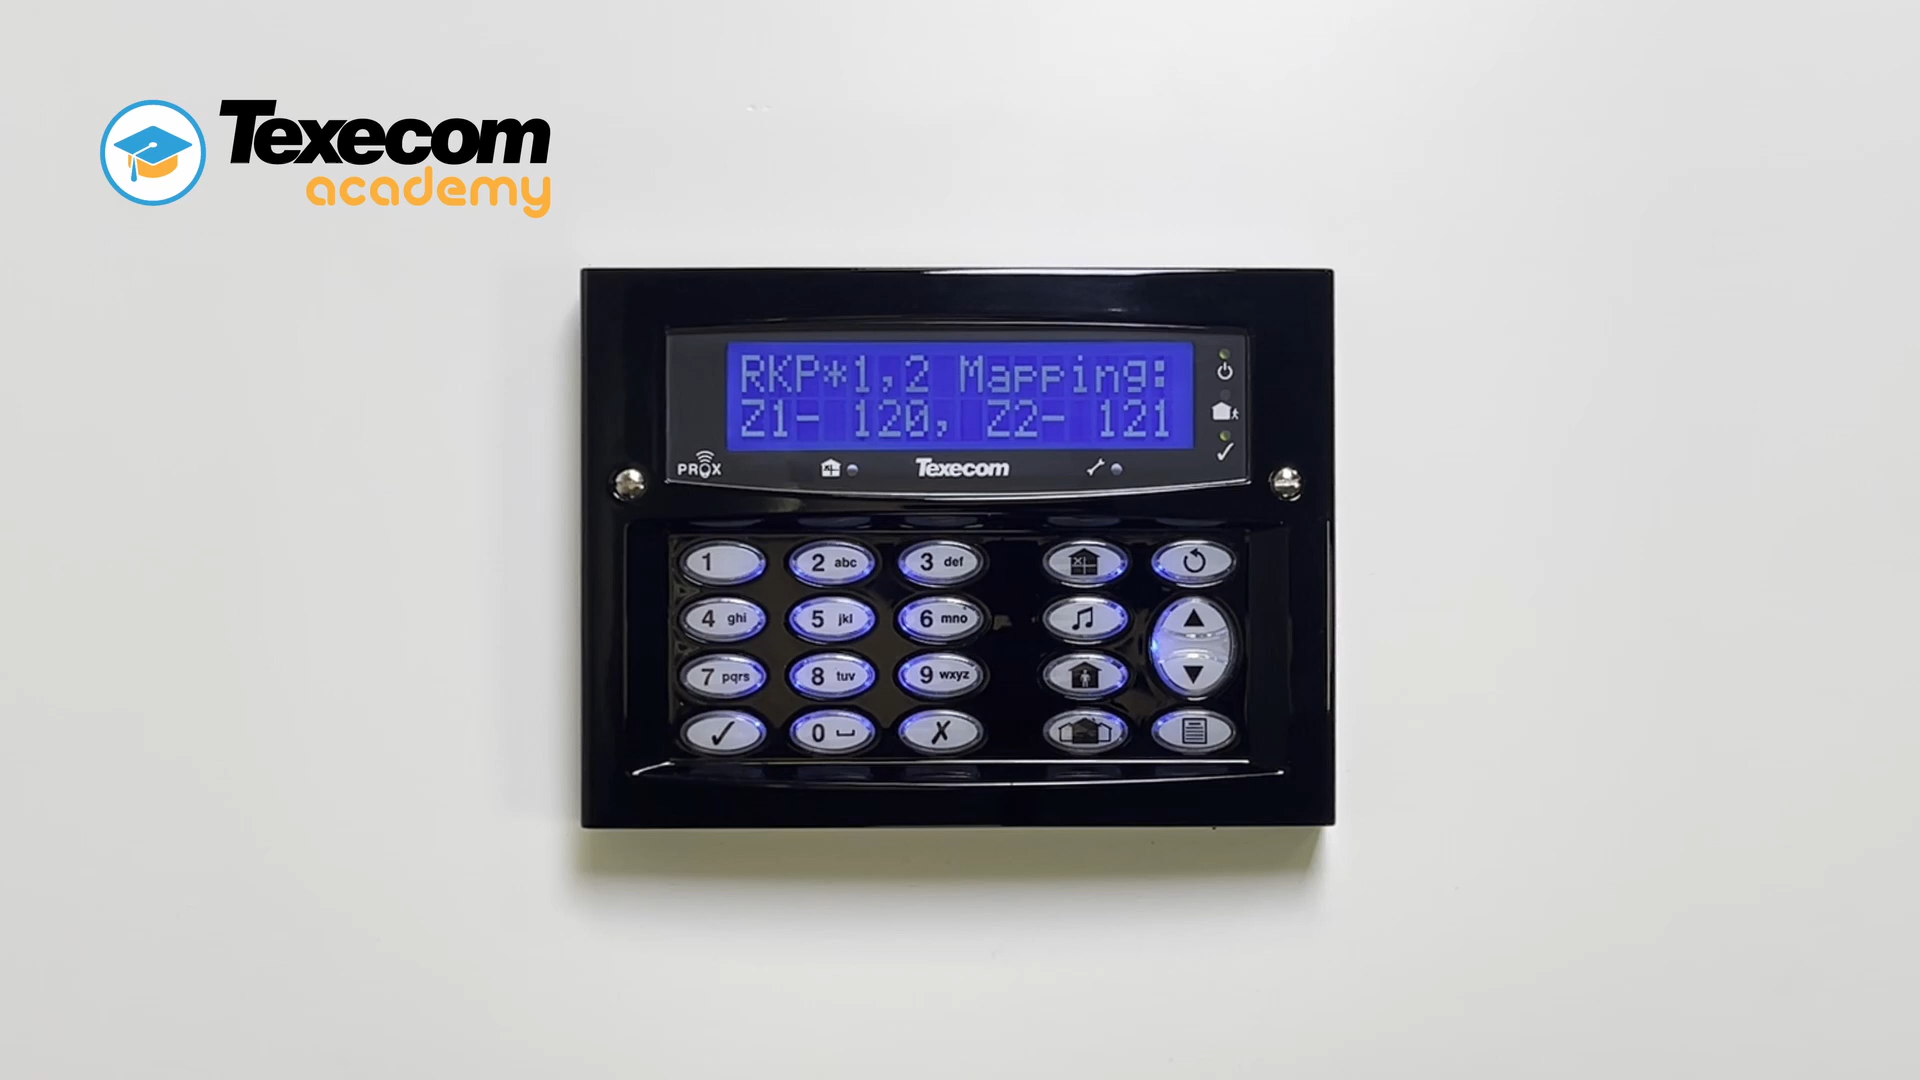 Texecom
academy
RKP*1,2 Mapping:
Z1- 120, Z2- 121
PROX
Texecom
1
2 abc
3 def
4 ghi
5 jkl
6 mno
7 pqrs
8 tuv
9 wxyz
0